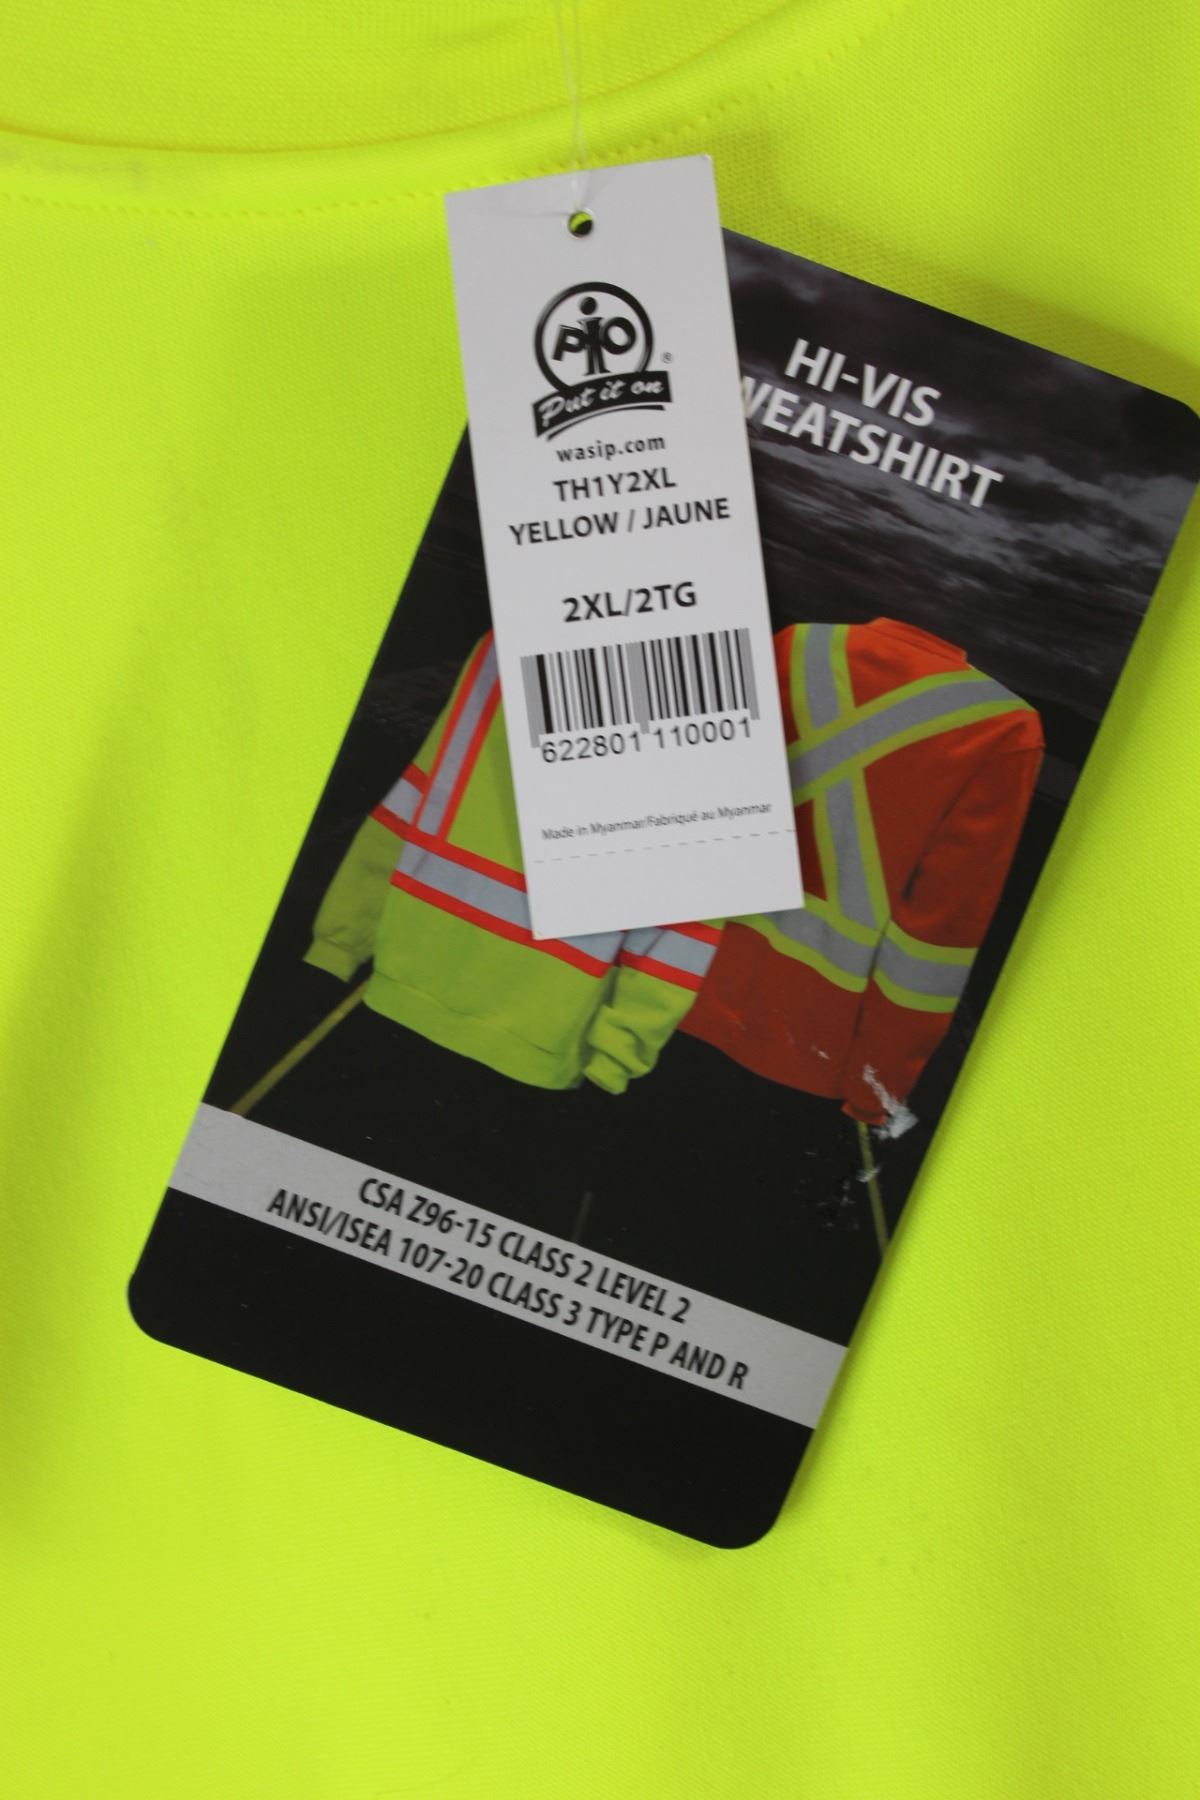 PiO
®
Put it on
wasip.com
TH1Y2XL
YELLOW / JAUNE
2XL/2TG
622801 110001
Made in Myanmar/Fabriqué au Myanmar
HI-VIS
WEATSHIRT
CSA Z96-15 CLASS 2 LEVEL 2
ANSI/ISEA 107-20 CLASS 3 TYPE P AND R